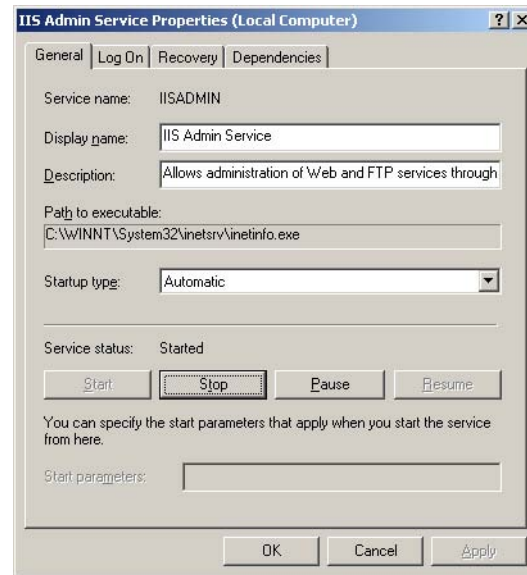 IIS Admin Service Properties (Local Computer)
General Log On Recovery Dependencies
Service name: IISADMIN
Display name: IIS Admin Service
Description: Allows administration of Web and FTP services through
Path to executable:
C:\WINNT\System32\inetsrv\inetinfo.exe
Startup type: Automatic
Service status: Started
Start Stop Pause Resume
You can specify the start parameters that apply when you start the service
from here.
Start parameters:
OK Cancel Apply